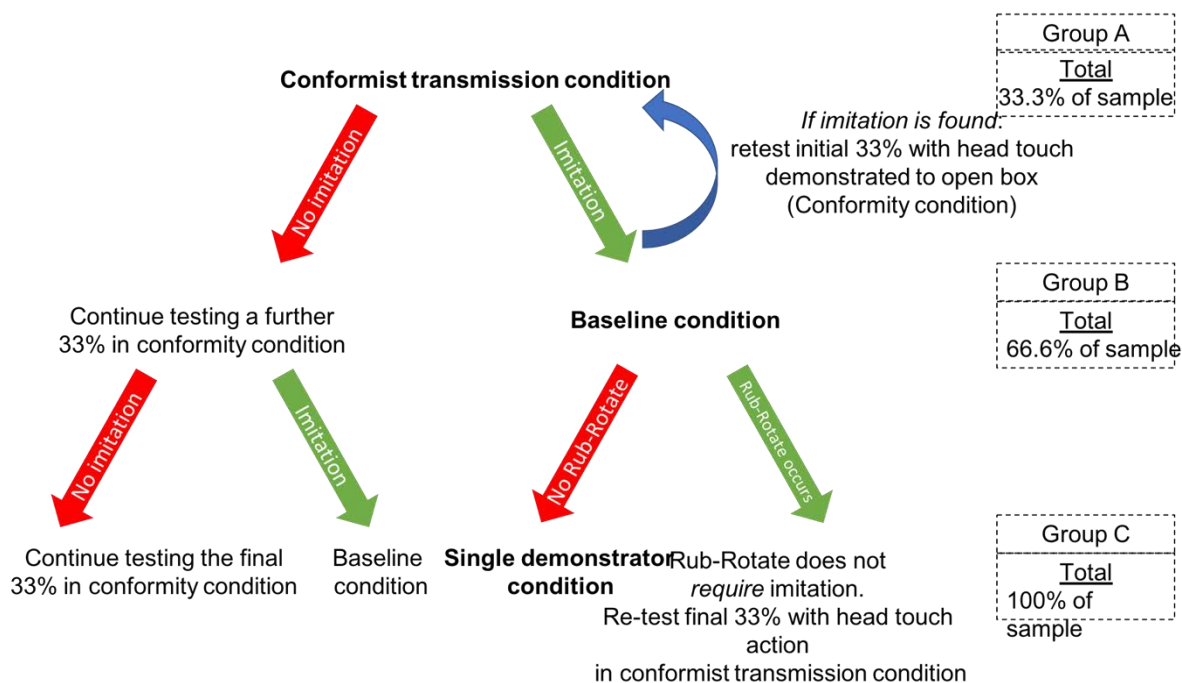 Group A
Total
33.3% of sample
Conformist transmission condition
No imitation
Imitation
If imitation is found:
retest initial 33% with head touch
demonstrated to open box
(Conformity condition)
Group B
Total
66.6% of sample
Continue testing a further
33% in conformity condition
Baseline condition
No imitation
Imitation
No Rub-Rotate
Rub-Rotate occurs
Group C
Total
100% of
sample
Continue testing the final
33% in conformity condition
Baseline
condition
Single demonstrator
condition
Rub-Rotate does not
require imitation.
Re-test final 33% with head touch
action
in conformist transmission condition